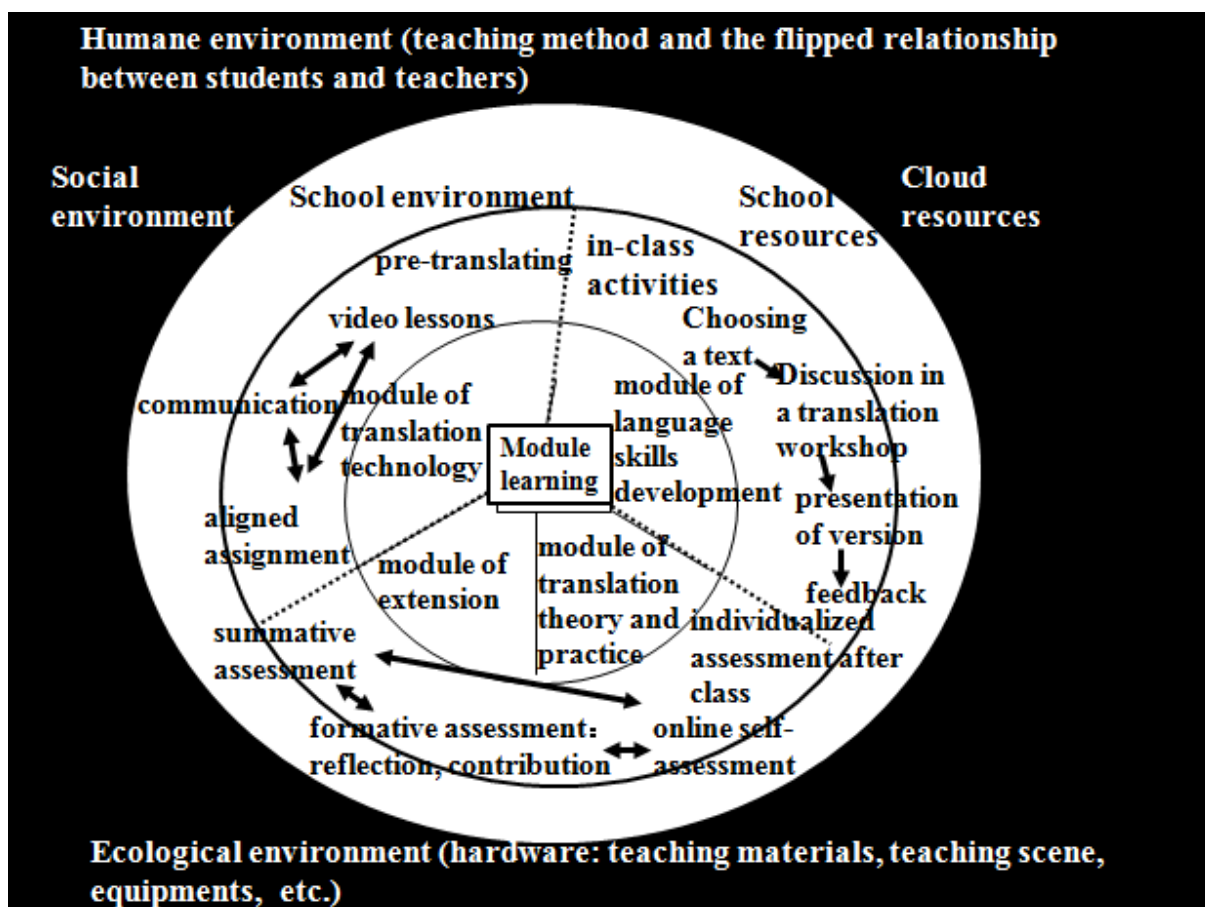 Humane environment (teaching method and the flipped relationship
between students and teachers)
Social
environment
School environment
School
resources
Cloud
resources
pre-translating
in-class
activities
video lessons
Choosing
a text
communication
module of
translation
technology
Module
learning
module of
language
skills
development
Discussion in
a translation
workshop
presentation
of version
feedback
aligned
assignment
module of
extension
module of
translation
theory and
practice
individualized
assessment after
class
summative
assessment
formative assessment:
reflection, contribution
online self-
assessment
Ecological environment (hardware: teaching materials, teaching scene,
equipments, etc.)